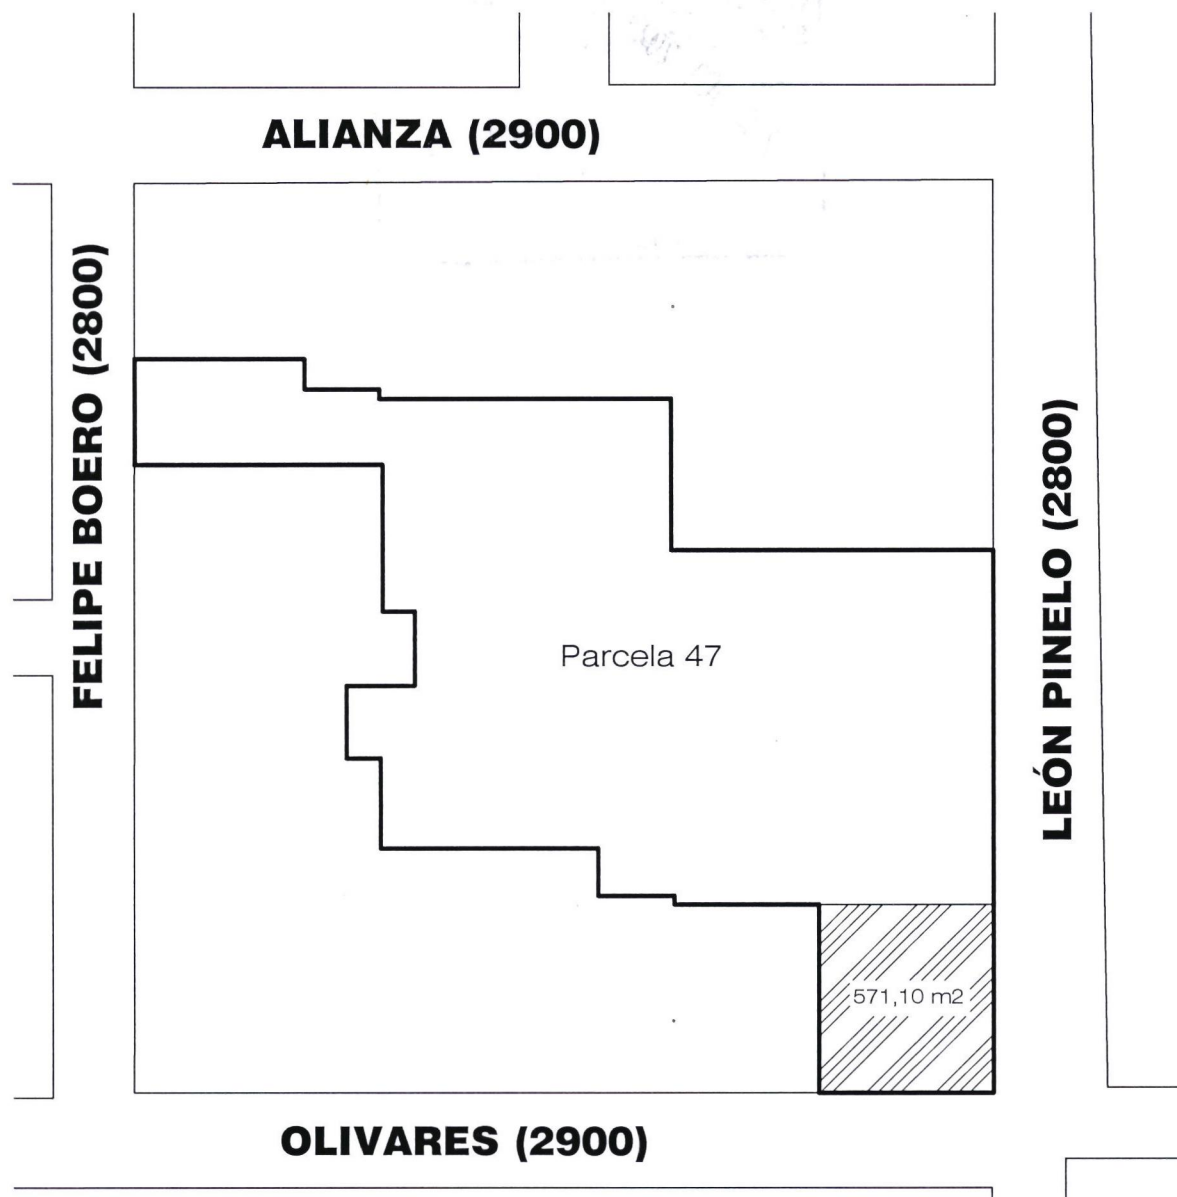 ALIANZA (2900)
FELIPE BOERO (2800)
LEÓN PINELO (2800)
Parcela 47
571,10 m2
OLIVARES (2900)